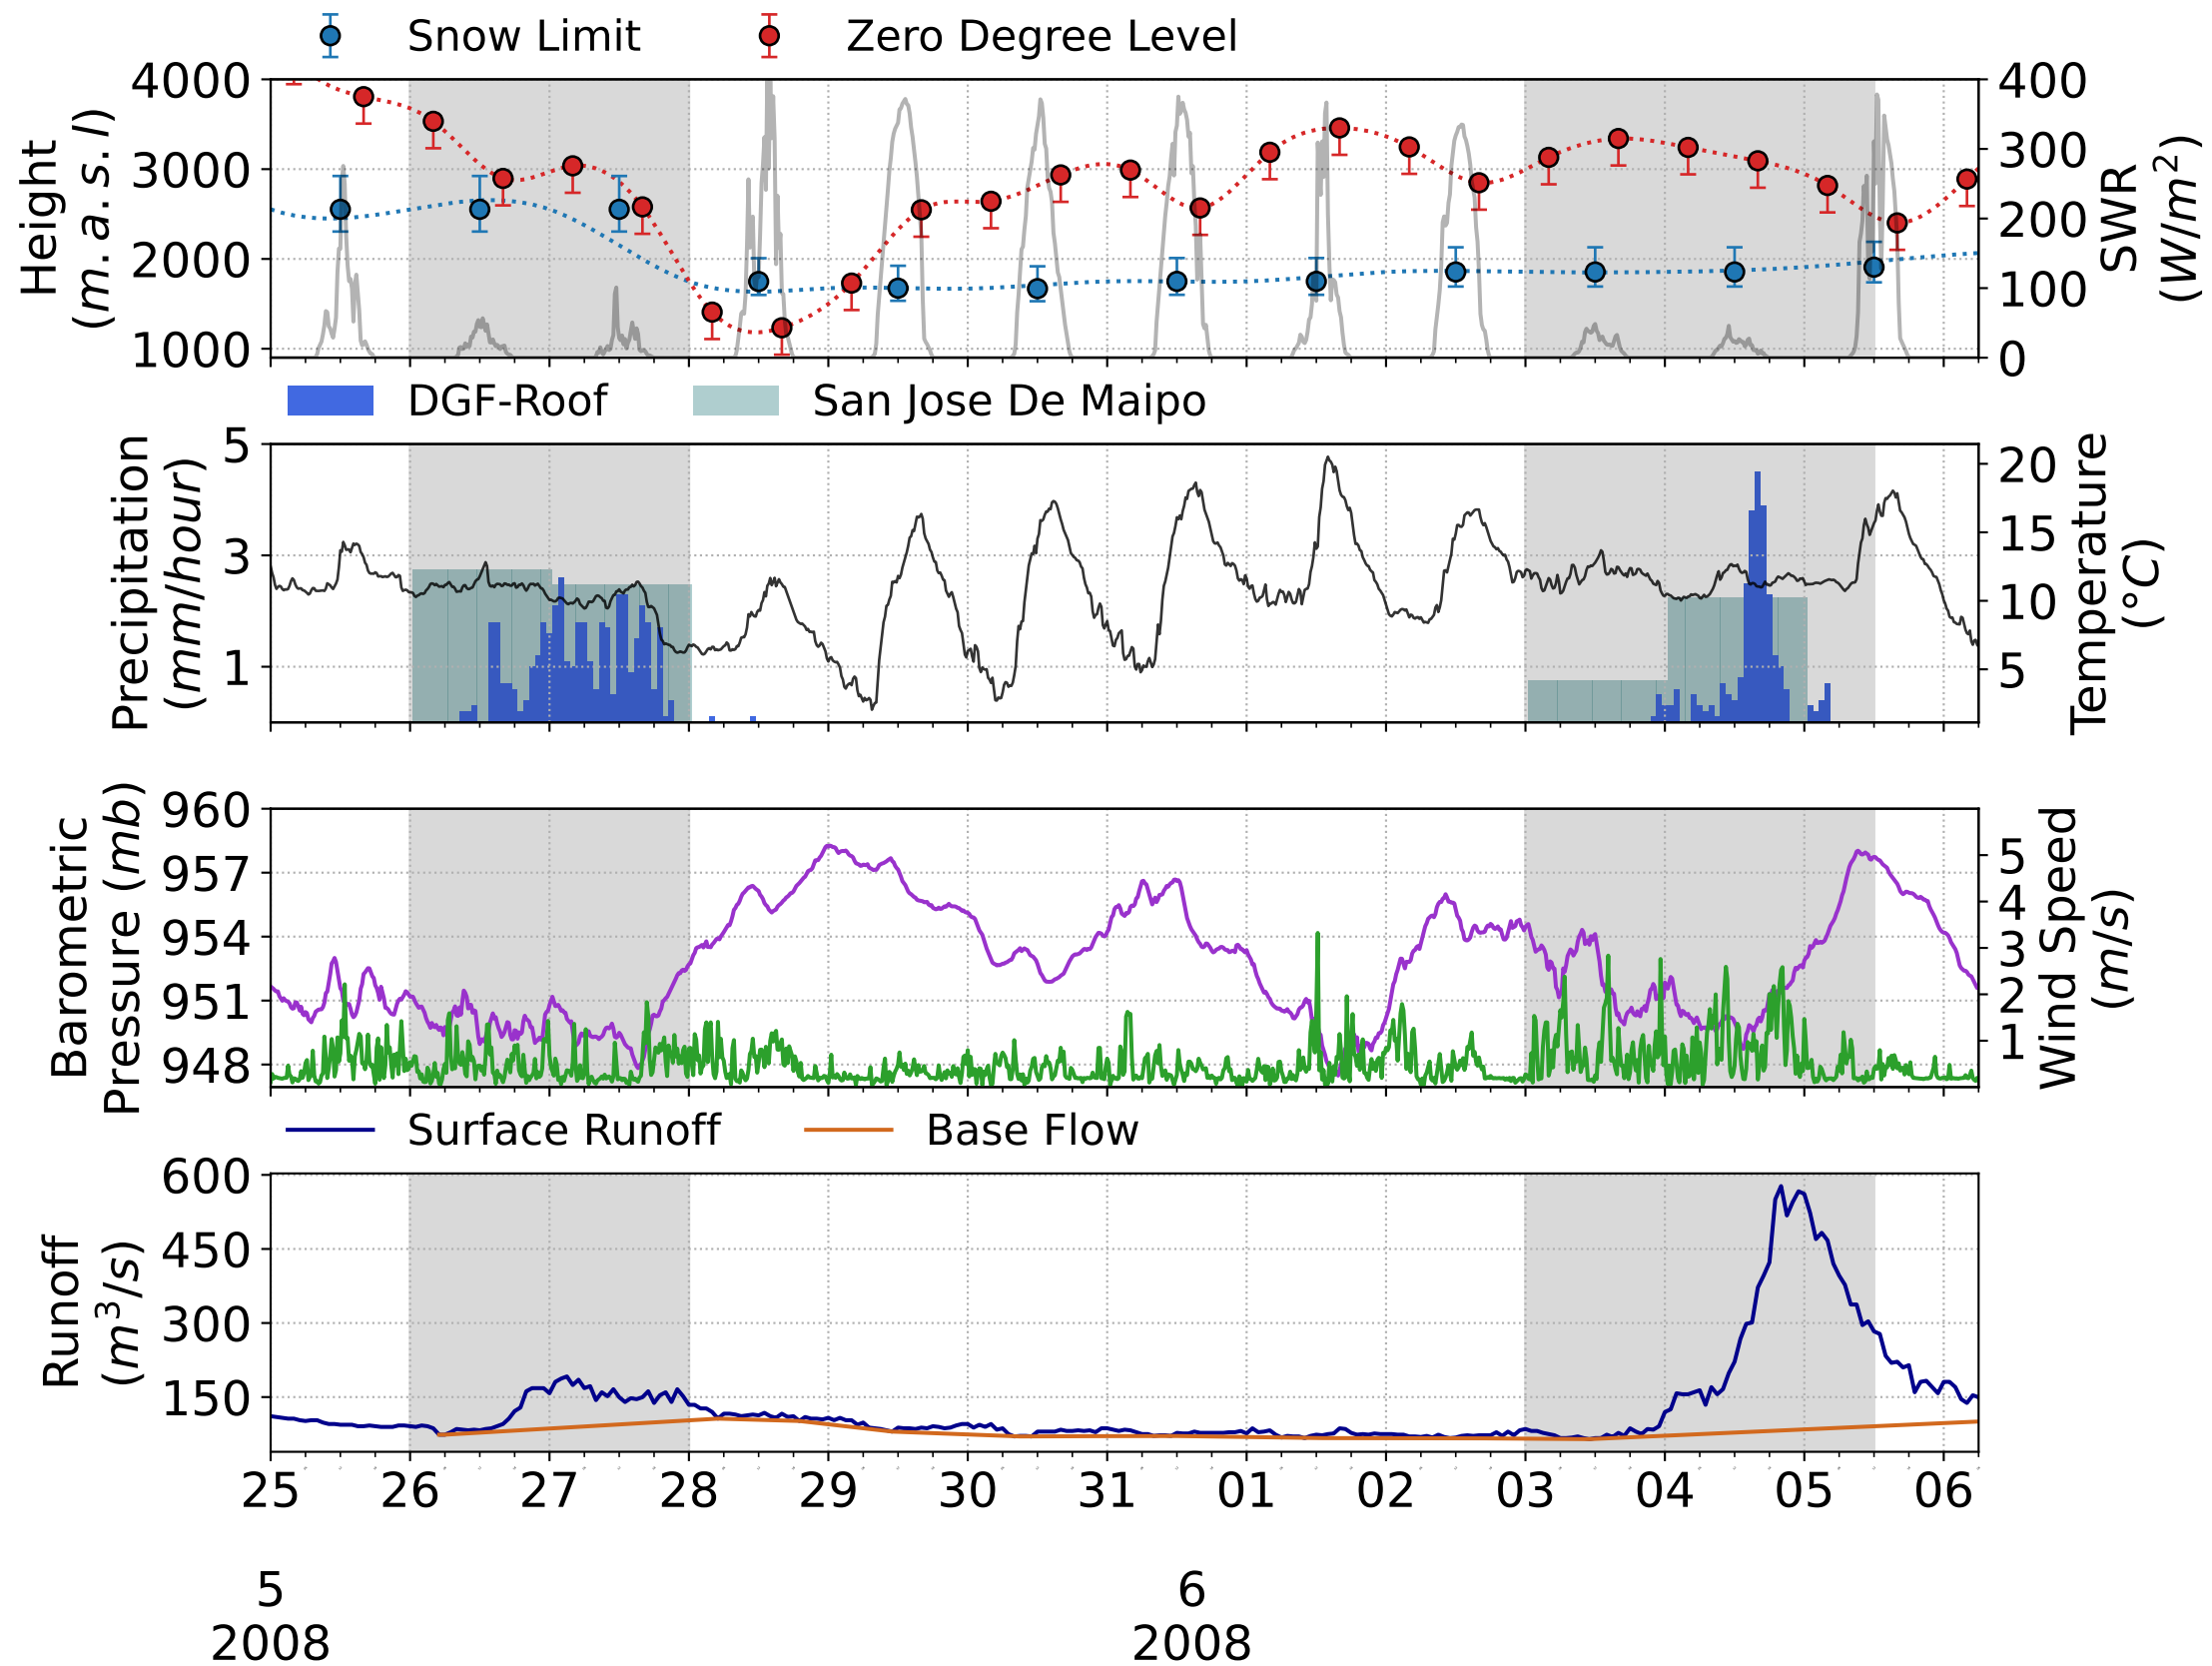 Snow Limit Zero Degree Level
Height
(m.a.s.l)
4000
3000
2000
1000
400
300
200
100
0
SWR
(W/m²)
DGF-Roof San Jose De Maipo
Precipitation
(mm/hour)
5
3
1
20
15
10
5
Temperature
(°C)
Barometric
Pressure (mb)
960
957
954
951
948
5
4
3
2
1
Wind Speed
(m/s)
Surface Runoff Base Flow
Runoff
(m³/s)
600
450
300
150
25 26 27 28 29 30 31 01 02 03 04 05 06
5 6
2008 2008